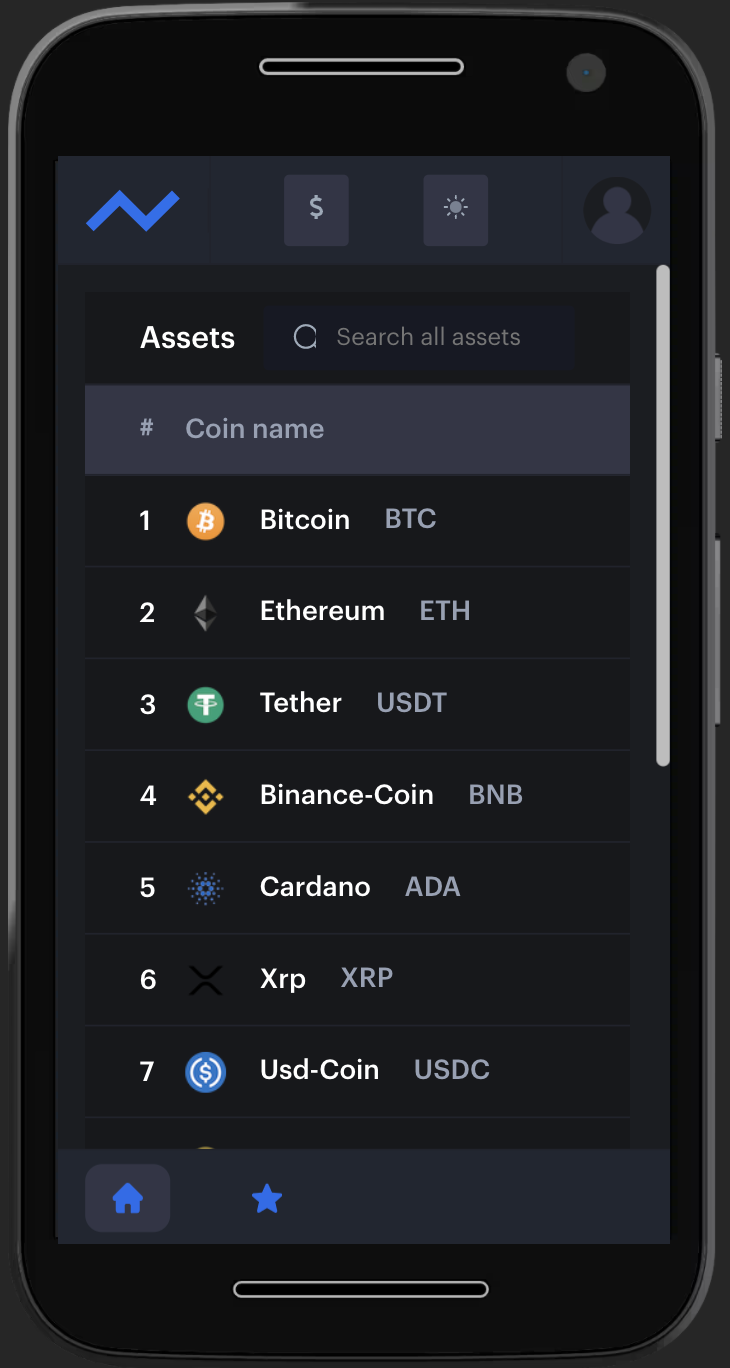 $
Assets Search all assets
# Coin name
1 Bitcoin BTC
2 Ethereum ETH
3 Tether USDT
4 Binance-Coin BNB
5 Cardano ADA
6 Xrp XRP
7 Usd-Coin USDC